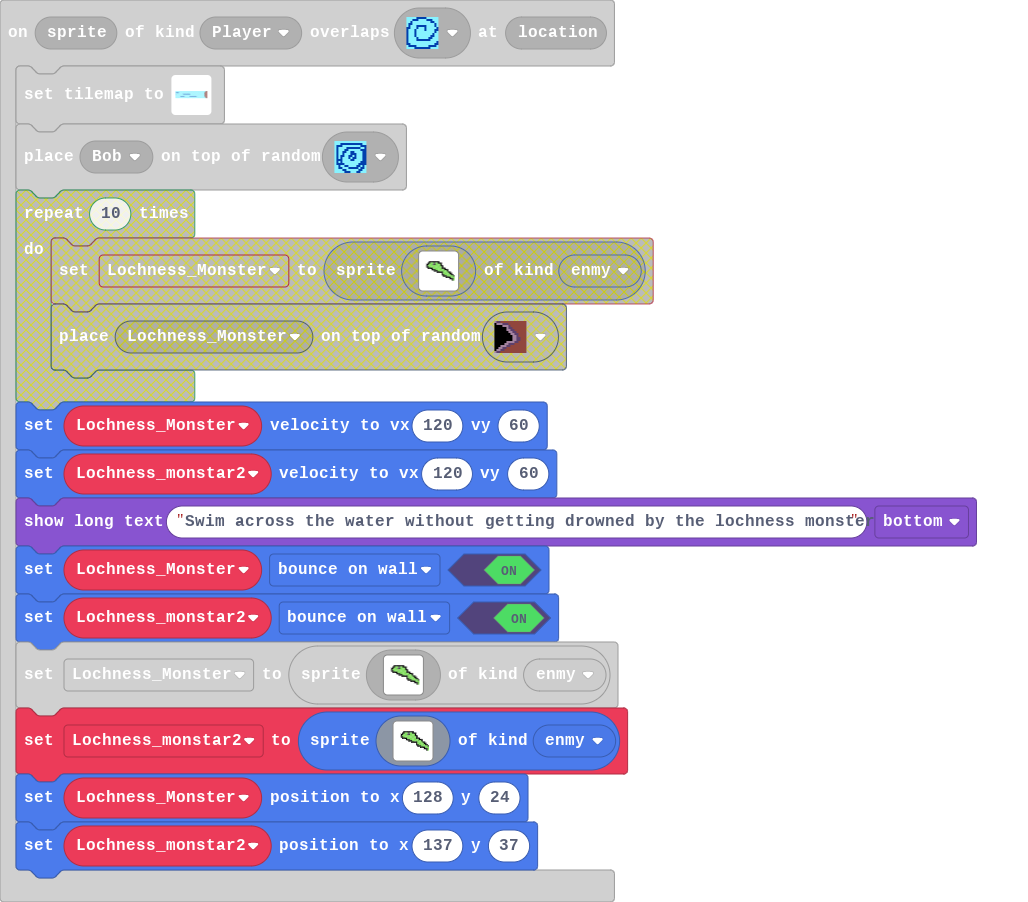 on sprite of kind Player overlaps at location
set tilemap to
place Bob on top of random
repeat 10 times
do
set Lochness_Monster to sprite of kind enmy
place Lochness_Monster on top of random
set Lochness_Monster velocity to vx 120 vy 60
set Lochness_monstar2 velocity to vx 120 vy 60
show long text "Swim across the water without getting drowned by the lochness monster" bottom
set Lochness_Monster bounce on wall ON
set Lochness_monstar2 bounce on wall ON
set Lochness_Monster to sprite of kind enmy
set Lochness_monstar2 to sprite of kind enmy
set Lochness_Monster position to x 128 y 24
set Lochness_monstar2 position to x 137 y 37